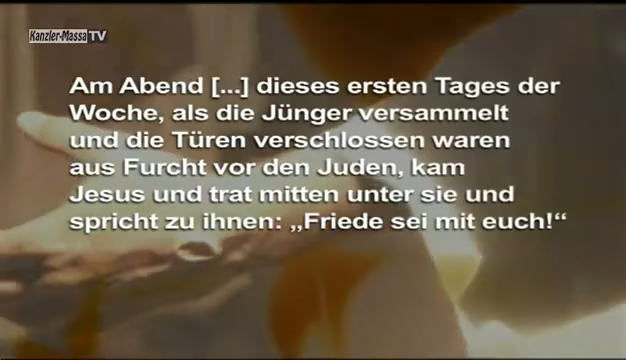 Kanzler-Massa TV
Am Abend [...] dieses ersten Tages der
Woche, als die Jünger versammelt
und die Türen verschlossen waren
aus Furcht vor den Juden, kam
Jesus und trat mitten unter sie und
spricht zu ihnen: „Friede sei mit euch!“